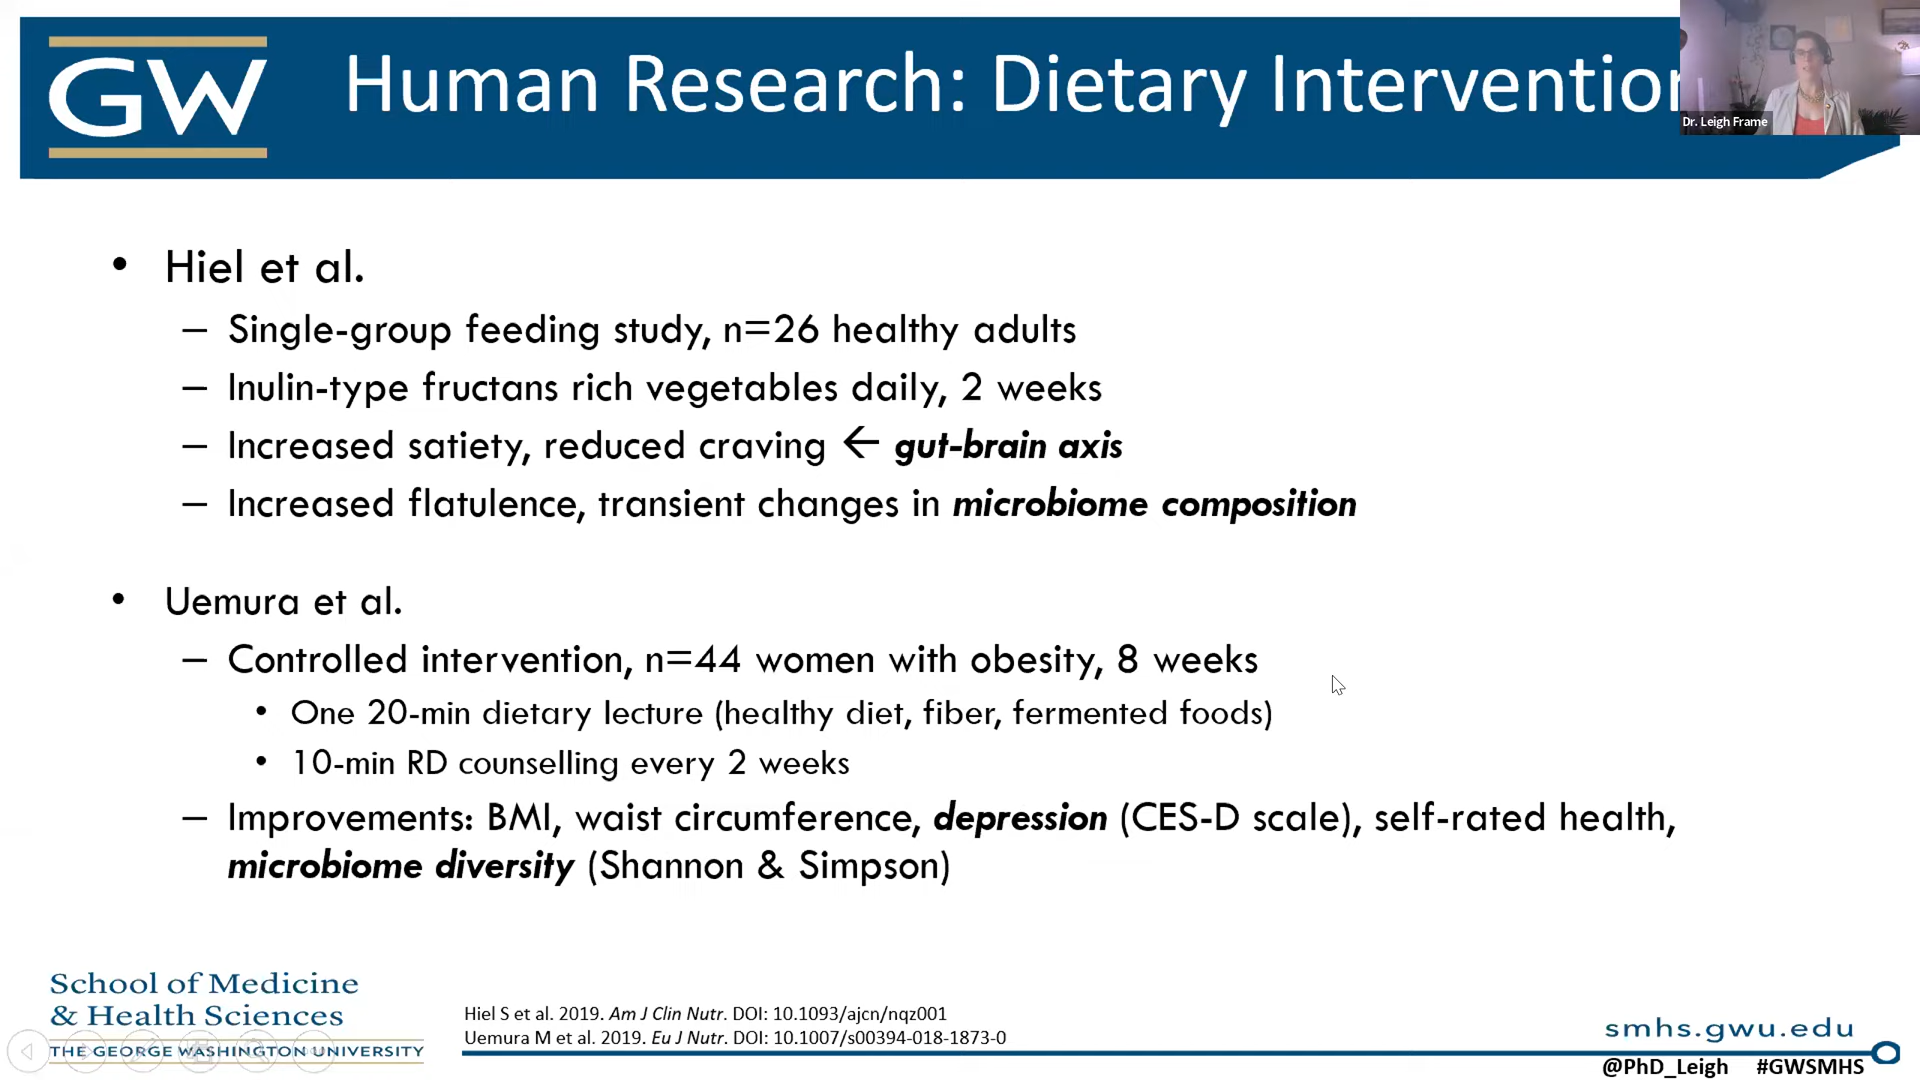 GW
Human Research: Dietary Intervention
Dr. Leigh Frame
• Hiel et al.
– Single-group feeding study, n=26 healthy adults
– Inulin-type fructans rich vegetables daily, 2 weeks
– Increased satiety, reduced craving ← gut-brain axis
– Increased flatulence, transient changes in microbiome composition
• Uemura et al.
– Controlled intervention, n=44 women with obesity, 8 weeks
• One 20-min dietary lecture (healthy diet, fiber, fermented foods)
• 10-min RD counselling every 2 weeks
– Improvements: BMI, waist circumference, depression (CES-D scale), self-rated health,
microbiome diversity (Shannon & Simpson)
School of Medicine
& Health Sciences
THE GEORGE WASHINGTON UNIVERSITY
Hiel S et al. 2019. Am J Clin Nutr. DOI: 10.1093/ajcn/nqz001
Uemura M et al. 2019. Eu J Nutr. DOI: 10.1007/s00394-018-1873-0
smhs.gwu.edu
@PhD_Leigh #GWSMHS